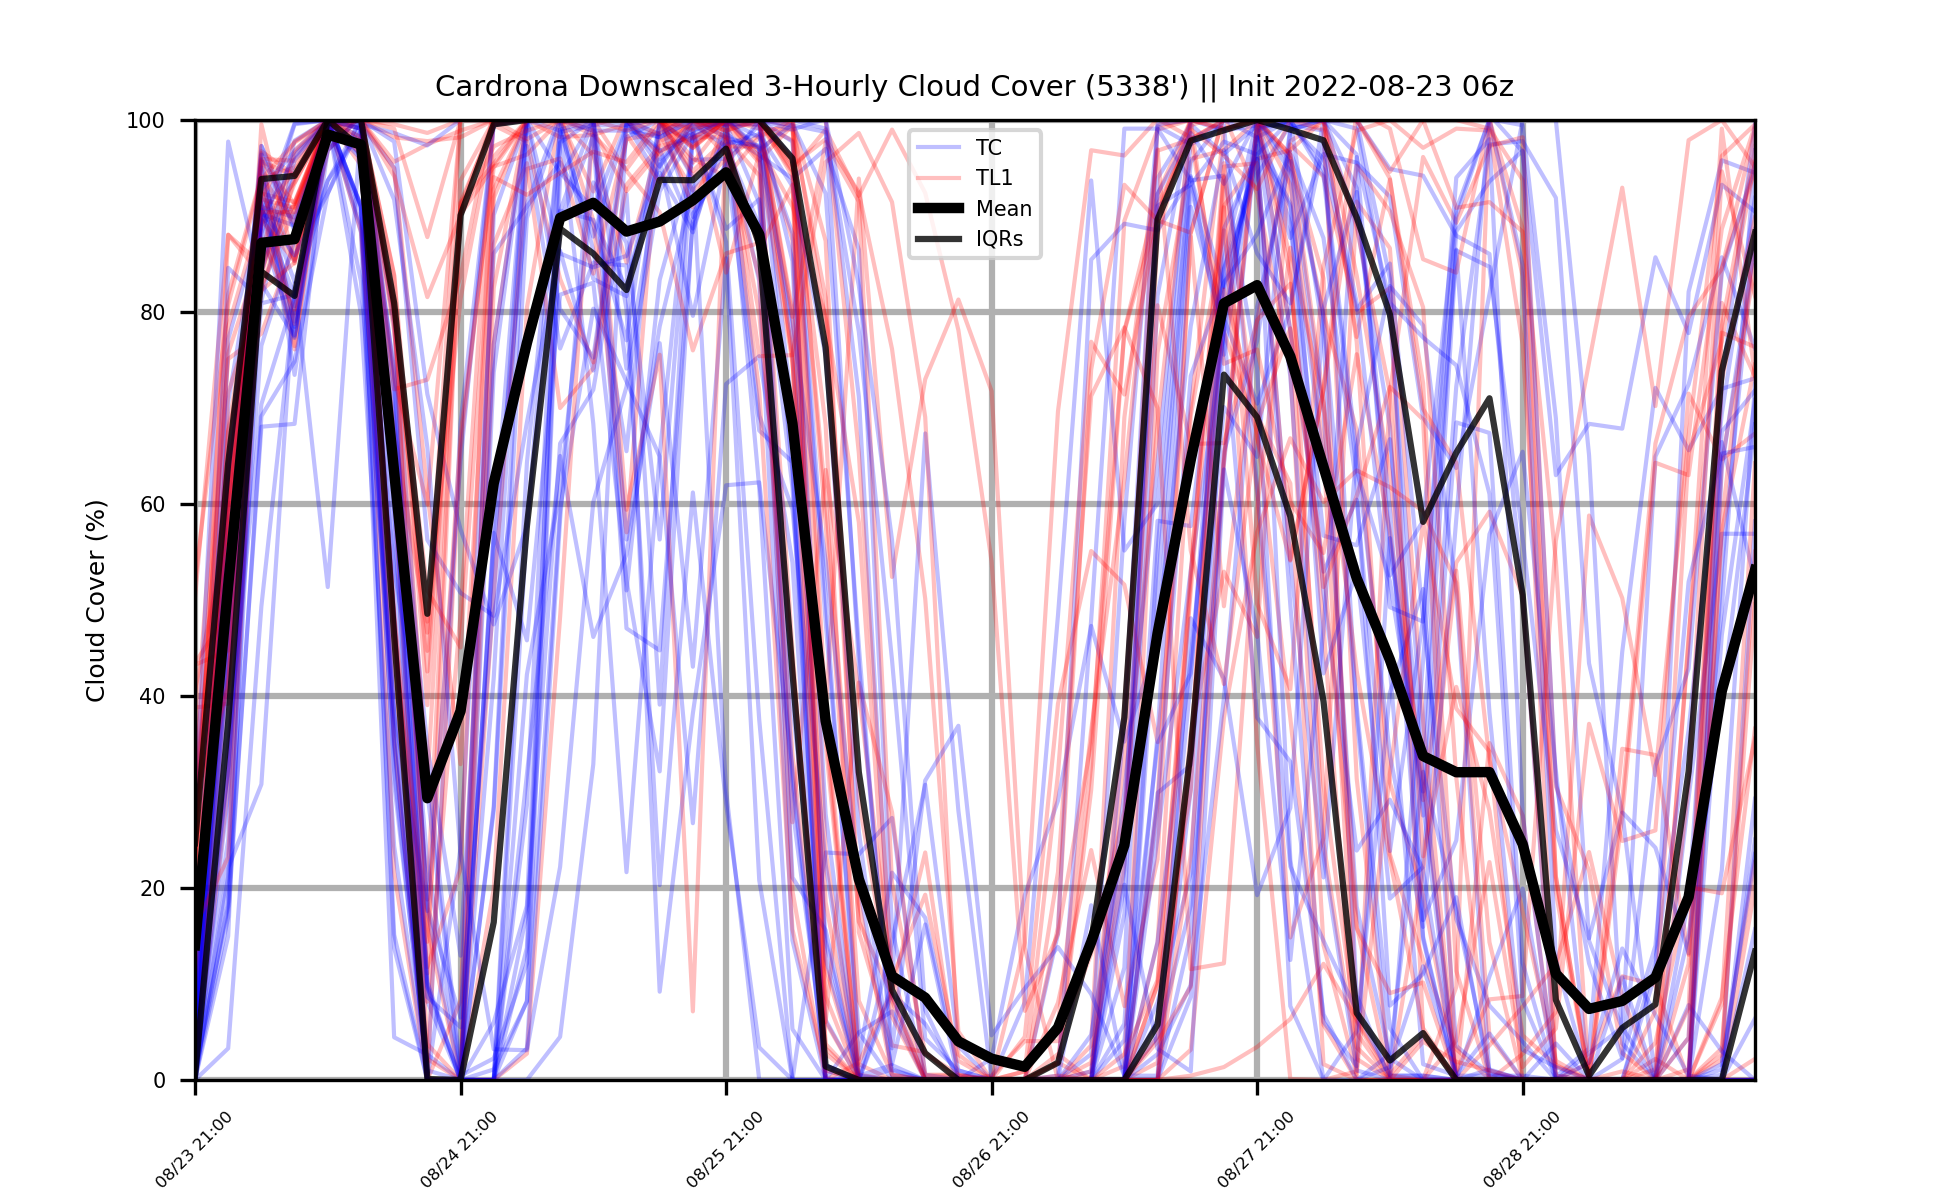 Cardrona Downscaled 3-Hourly Cloud Cover (5338') || Init 2022-08-23 06z
TC
TL1
Mean
IQRs
Cloud Cover (%)
100
80
60
40
20
0
08/23 21:00
08/24 21:00
08/25 21:00
08/26 21:00
08/27 21:00
08/28 21:00